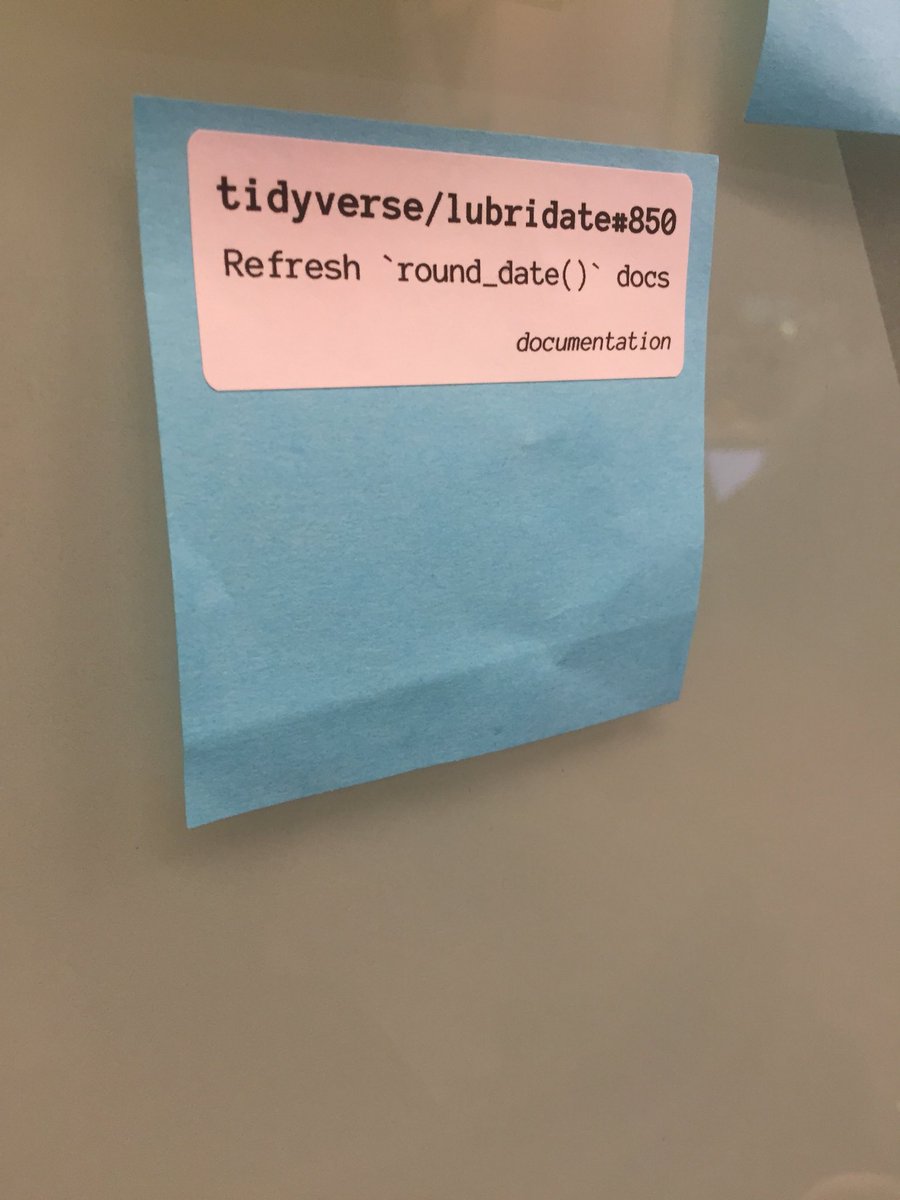 tidyverse/lubridate#850
Refresh `round_date()` docs
documentation